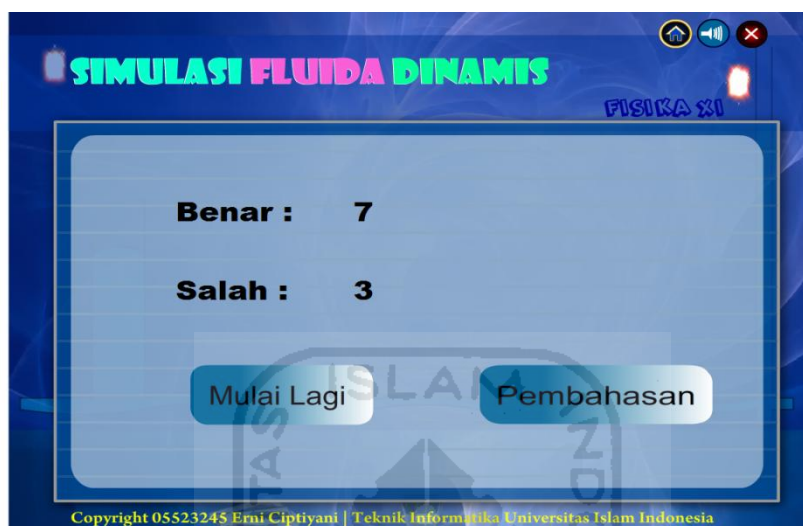 SIMULASI FLUIDA DINAMIS
FISIKA XI
Benar : 7
Salah : 3
Mulai Lagi
Pembahasan
ISLAM
Copyright 05523245 Erni Ciptiyani | Teknik Informatika Universitas Islam Indonesia